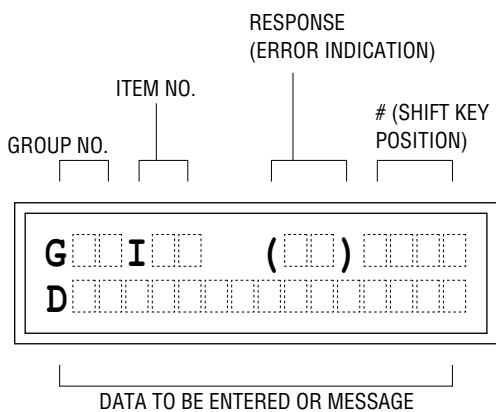 RESPONSE
(ERROR INDICATION)
ITEM NO.
# (SHIFT KEY
POSITION)
GROUP NO.
G I ( )
D
DATA TO BE ENTERED OR MESSAGE